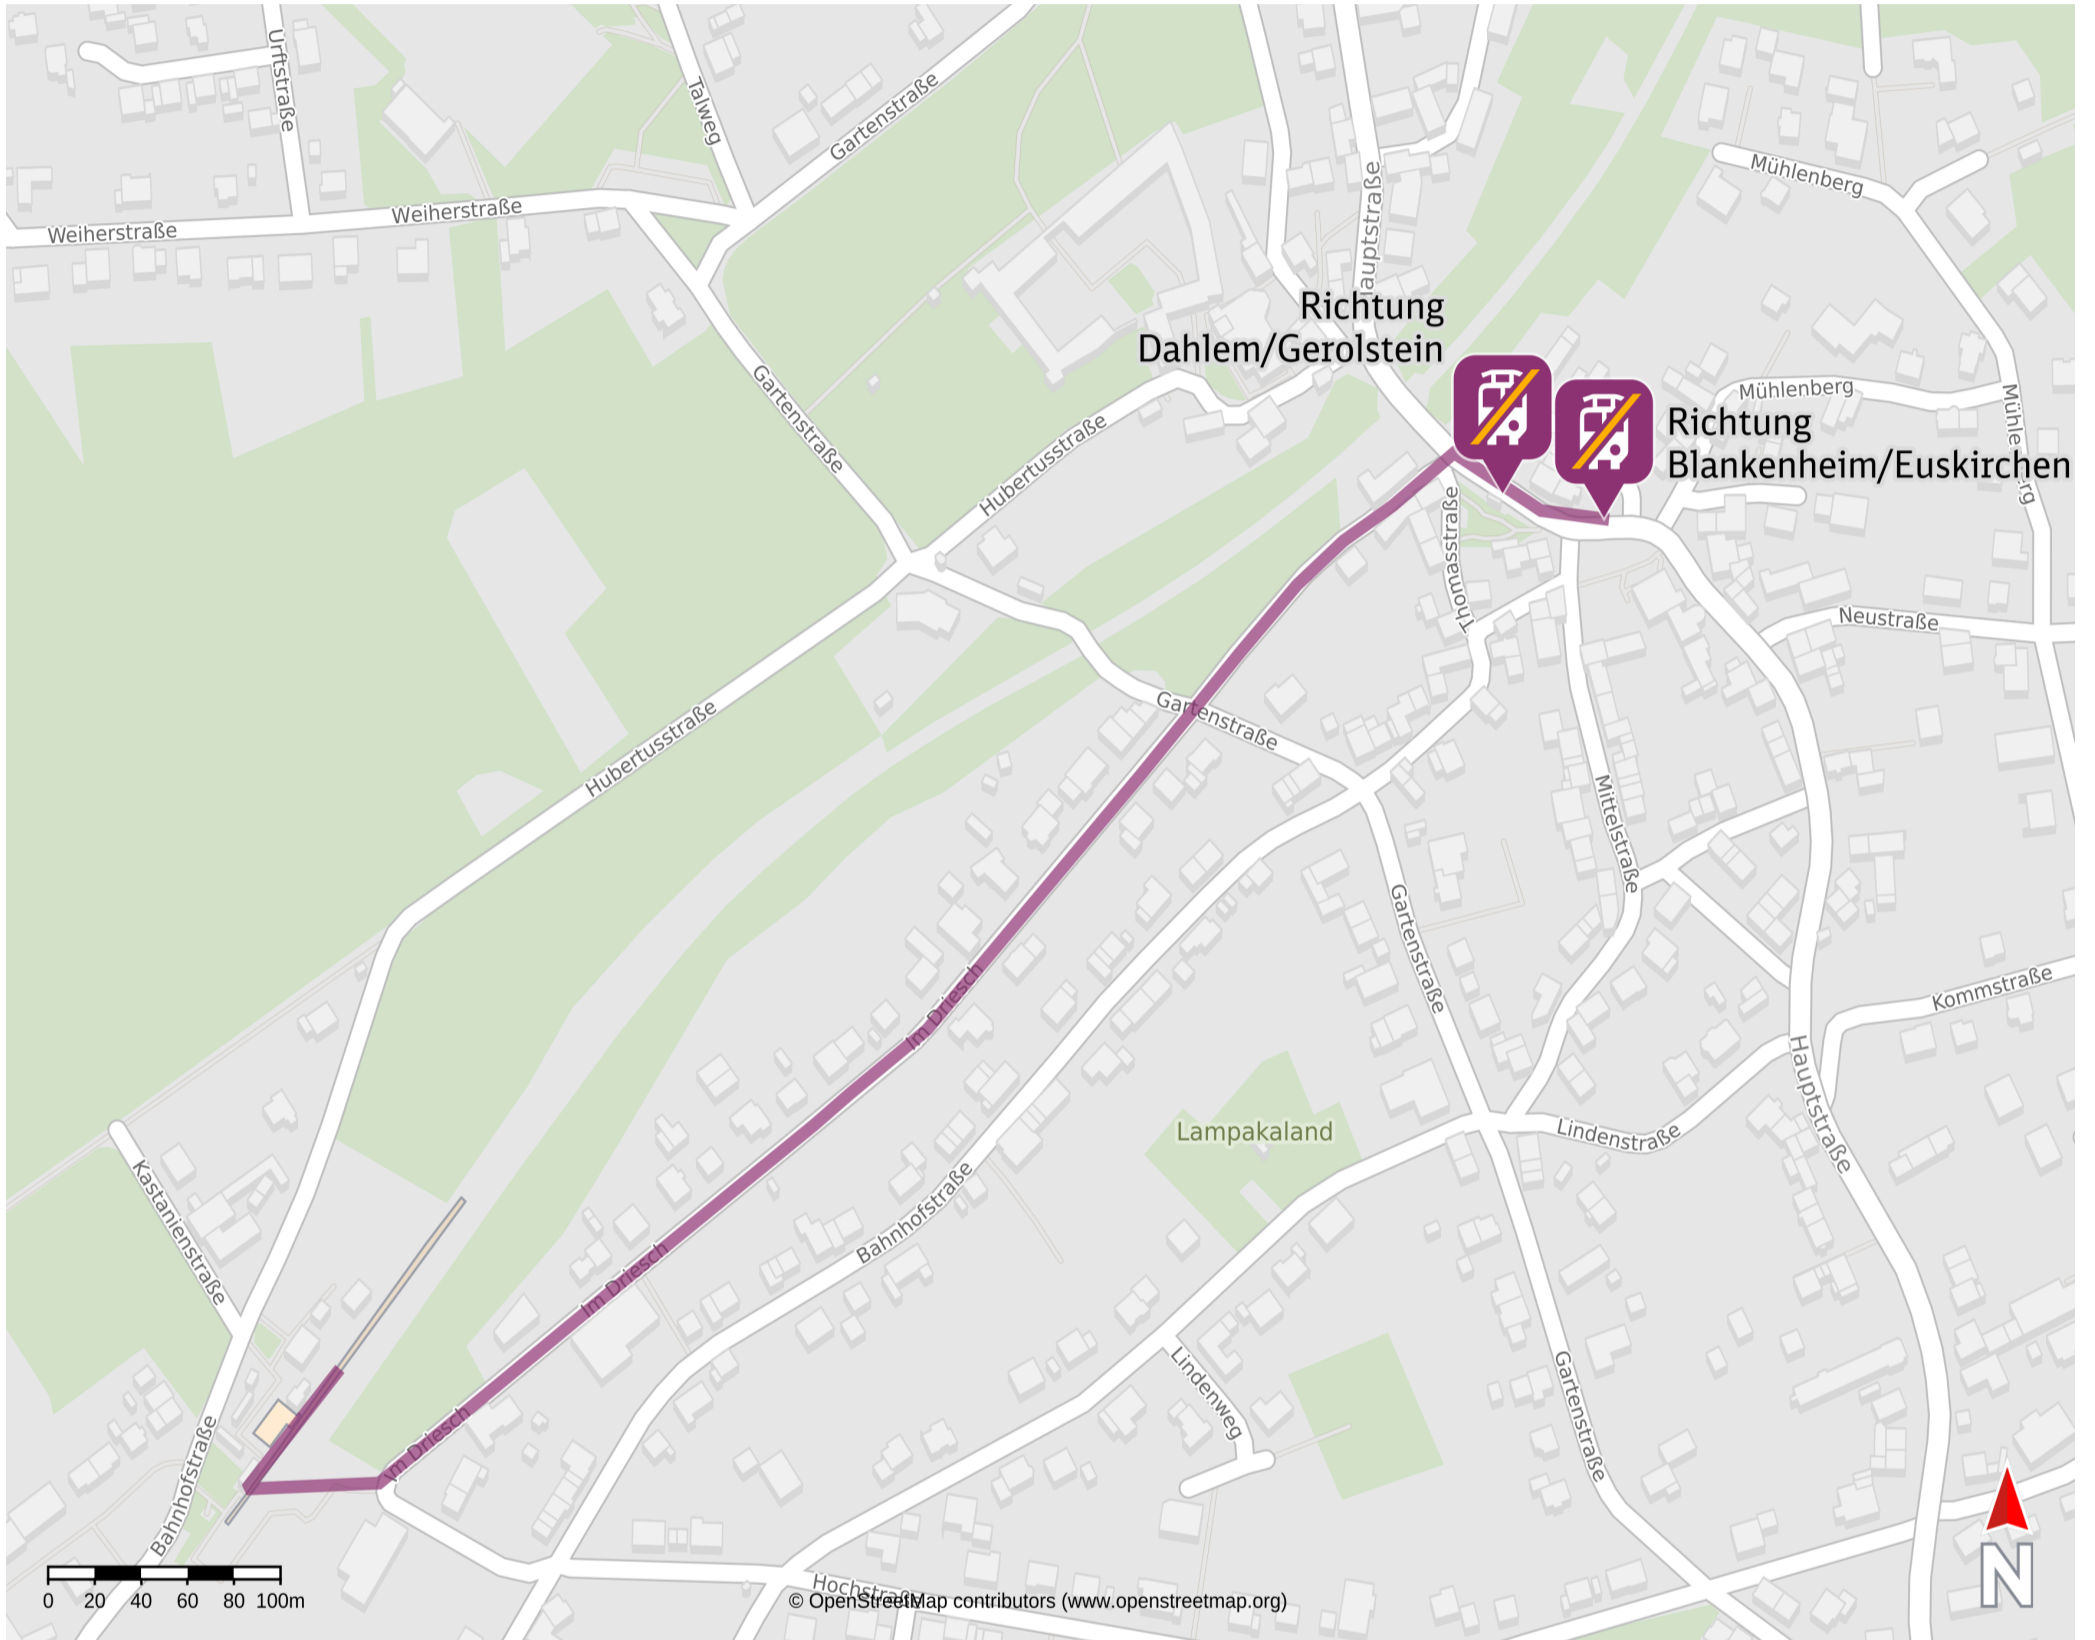 Urftstraße
Talweg
Gartenstraße
Weiherstraße
Weiherstraße
Mühlenberg
Hauptstraße
Richtung
Dahlem/Gerolstein
Gartenstraße
Hubertusstraße
Mühlenberg
Mühlenberg
Richtung
Blankenheim/Euskirchen
Thomasstraße
Neustraße
Gartenstraße
Hubertusstraße
Mittelstraße
Gartenstraße
Im Driesch
Kommstraße
Hauptstraße
Lampakaland
Lindenstraße
Kastanienstraße
Bahnhofstraße
Im Driesch
Lindenweg
Gartenstraße
Im Driesch
Bahnhofstraße
N
0 20 40 60 80 100m
Hochstraße
© OpenStreetMap contributors (www.openstreetmap.org)